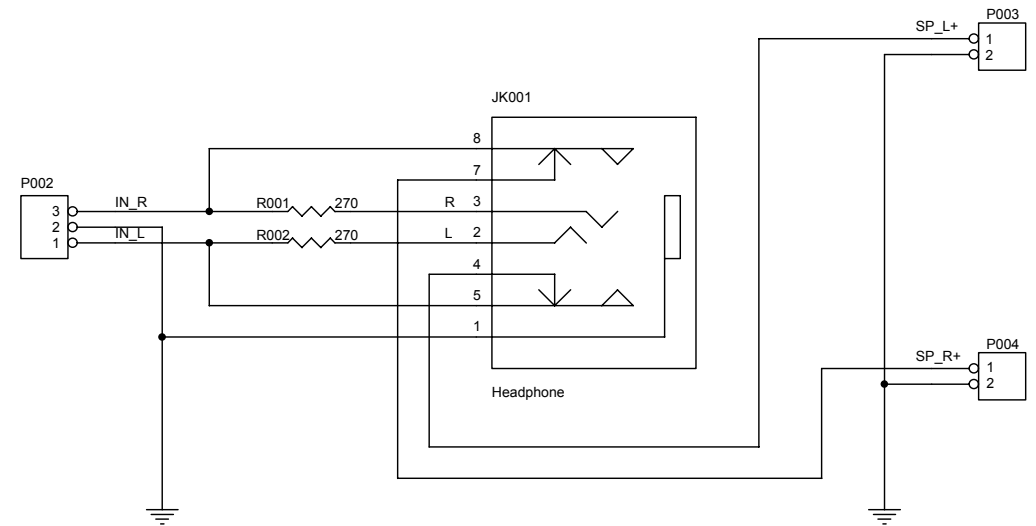 P003
SP_L+
1
2
JK001
8
7
P002
3 IN_R R001 270 R 3
2
1 IN_L R002 270 L 2
4
5
1
P004
SP_R+
1
2
Headphone